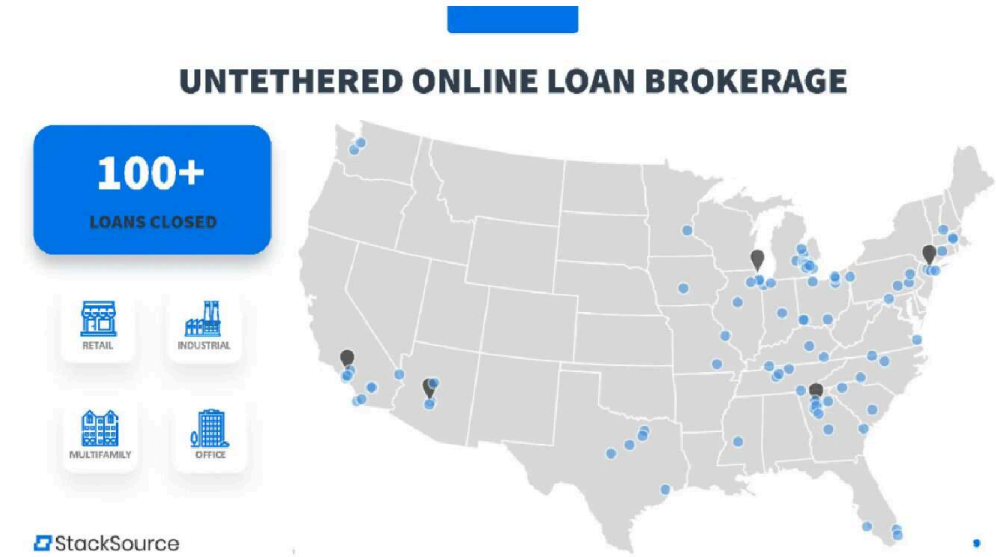 UNTETHERED ONLINE LOAN BROKERAGE
100+
LOANS CLOSED
RETAIL
INDUSTRIAL
MULTIFAMILY
OFFICE
StackSource